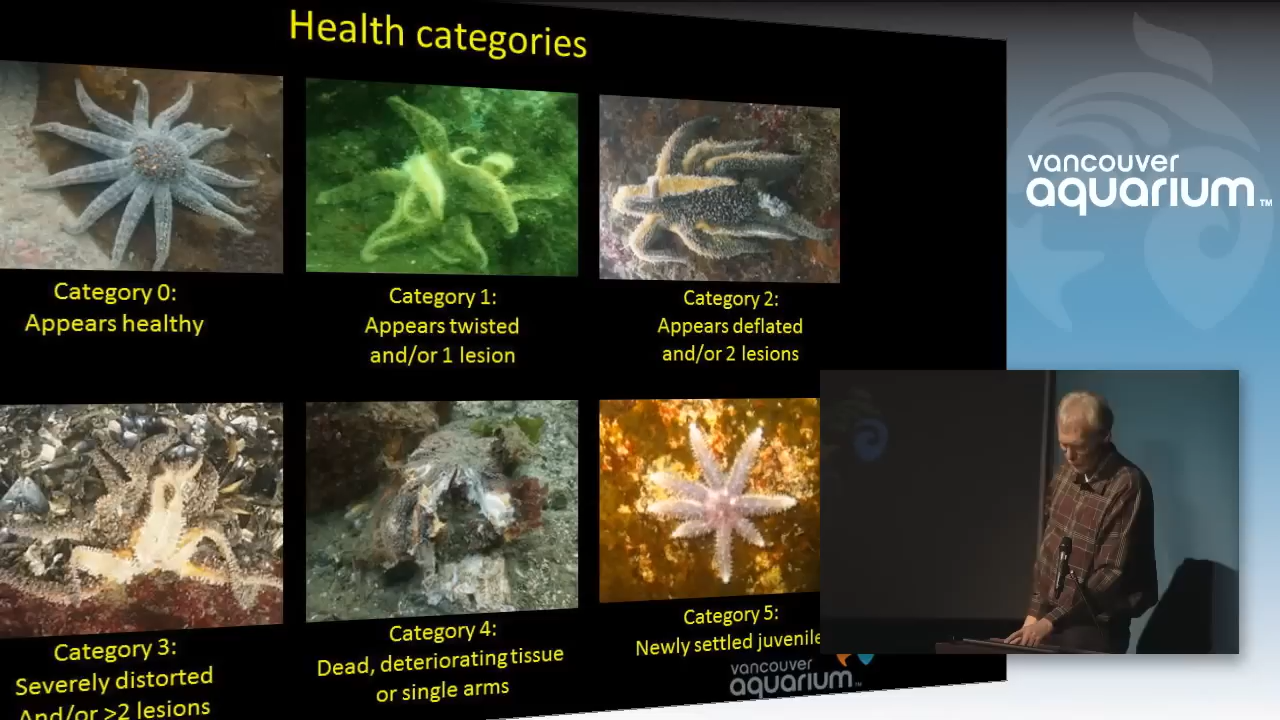 Health categories
vancouver
aquarium™
Category 0:
Appears healthy
Category 1:
Appears twisted
and/or 1 lesion
Category 2:
Appears deflated
and/or 2 lesions
Category 3:
Severely distorted
And/or >2 lesions
Category 4:
Dead, deteriorating tissue
or single arms
Category 5:
Newly settled juvenile
vancouver
aquarium™